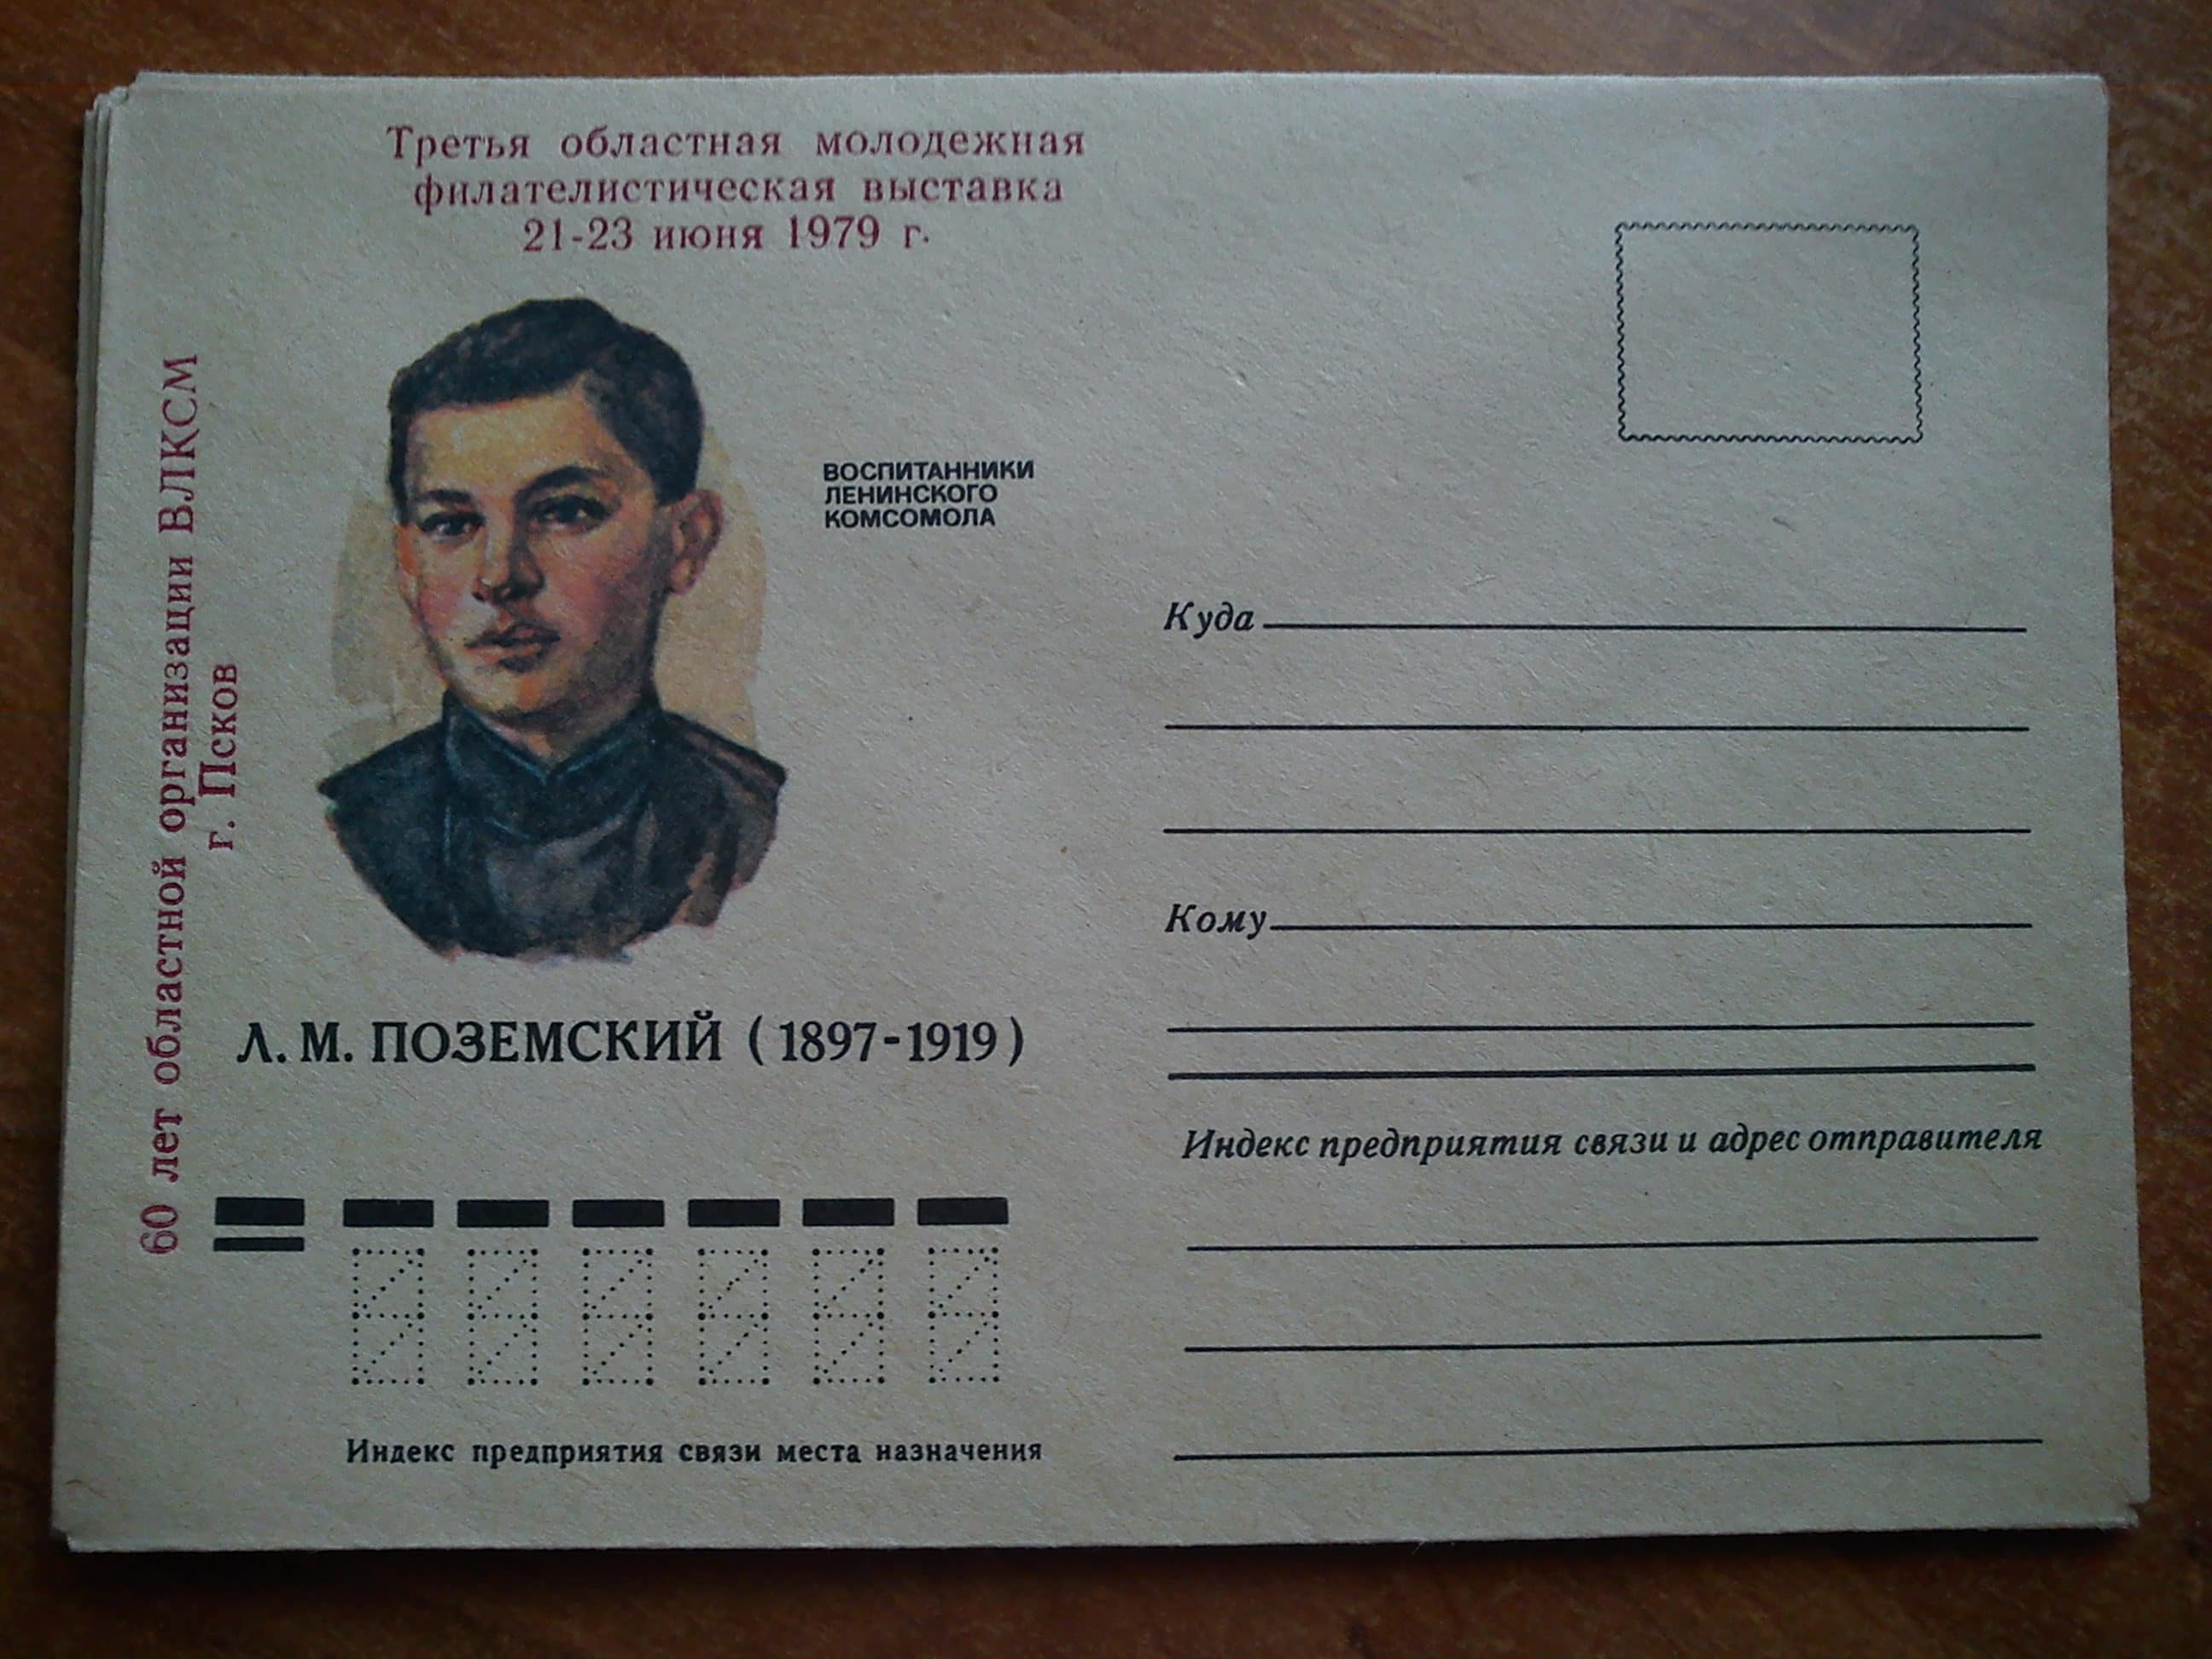 Третья областная молодежная
филателистическая выставка
21-23 июня 1979 г.
60 лет областной организации ВЛКСМ
г. Псков
ВОСПИТАННИКИ
ЛЕНИНСКОГО
КОМСОМОЛА
Л. М. ПОЗЕМСКИЙ (1897-1919)
Куда
Кому
Индекс предприятия связи и адрес отправителя
Индекс предприятия связи места назначения